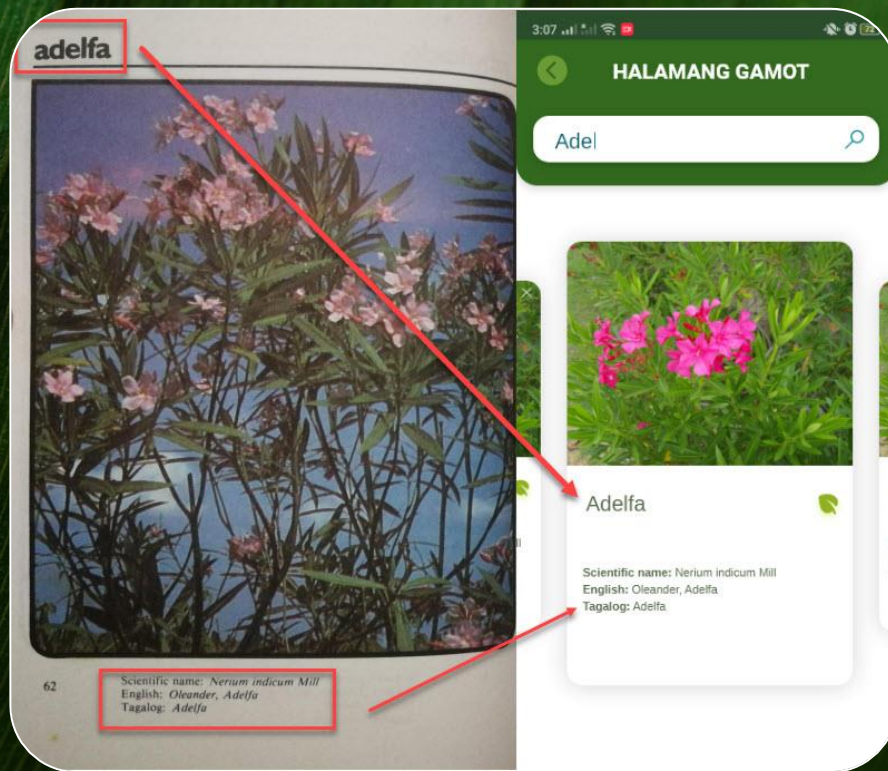 adelfa
62
Scientific name: Nerium indicum Mill
English: Oleander, Adelfa
Tagalog: Adelfa
3:07
72
HALAMANG GAMOT
Adel
Adelfa
Scientific name: Nerium indicum Mill
English: Oleander, Adelfa
Tagalog: Adelfa